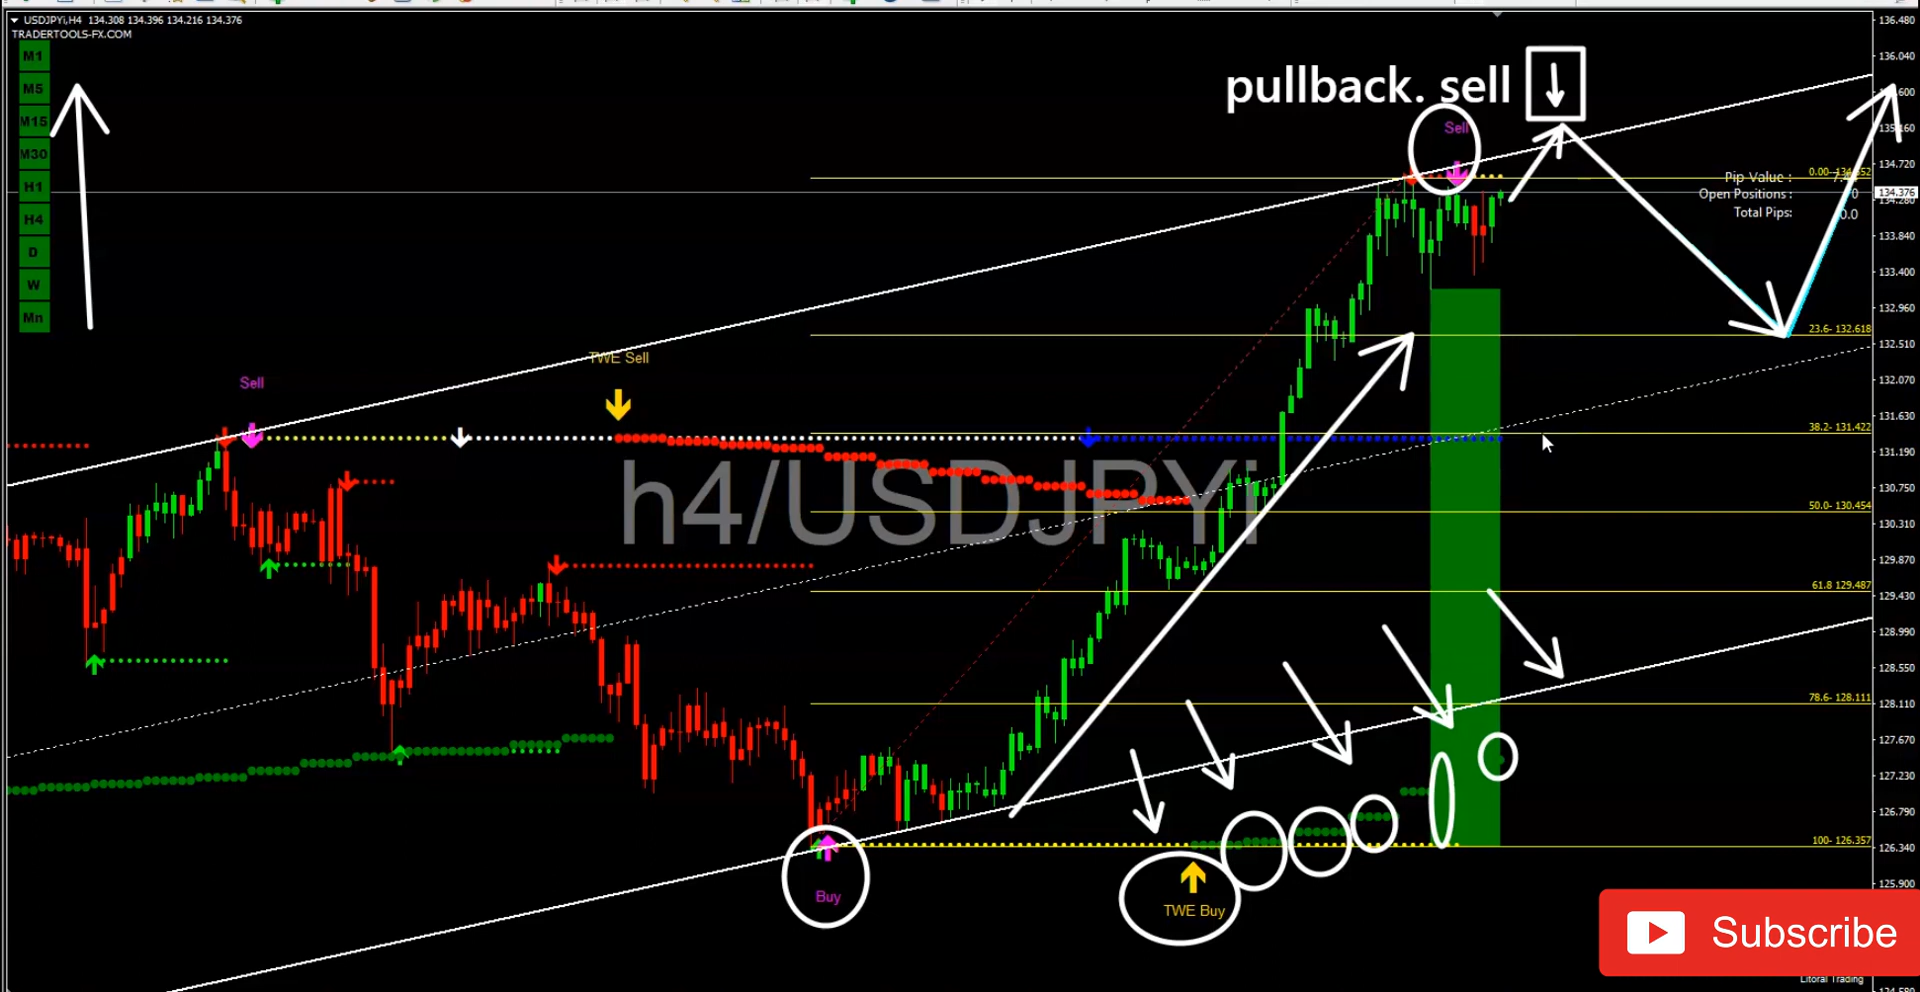 USDJPYi,H4 134.308 134.396 134.216 134.376
TRADERTOOLS-FX.COM
M1
M5
M15
M30
H1
H4
D
W
Mn
pullback. sell
Sell
Pip Value :
Open Positions :
Total Pips:
0.0
0
TWE Sell
Sell
h4/USDJPYi
Buy
TWE Buy
23.6- 132.618
38.2- 131.422
50.0- 130.454
61.8 129.487
78.6- 128.111
100- 126.357
136.480
136.040
134.720
134.376
133.840
133.400
132.960
132.510
132.070
131.630
131.190
130.750
130.310
129.870
129.430
128.990
128.550
128.110
127.670
127.230
126.790
126.340
125.900
Subscribe
Litoral Trading